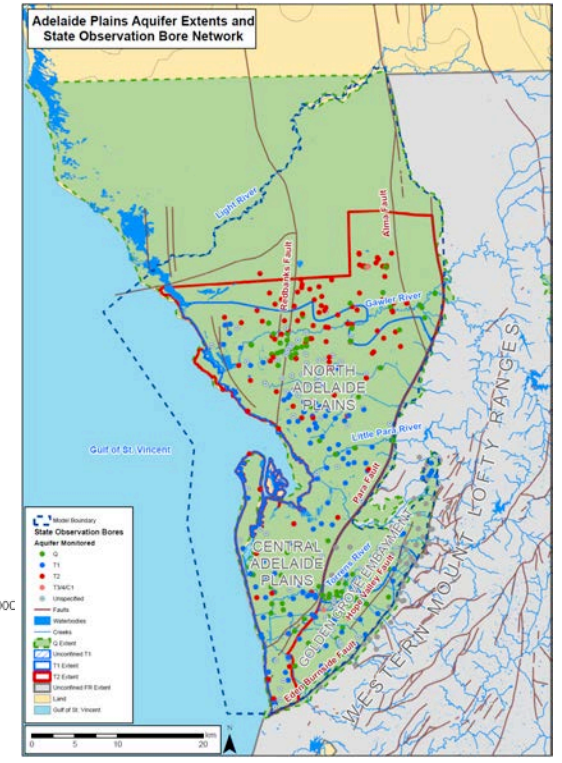 Adelaide Plains Aquifer Extents and
State Observation Bore Network
Light River
Alma Fault
Redbanks Fault
Gawler River
NORTH
ADELAIDE
PLAINS
Little Para River
Gulf of St. Vincent
Para Fault
WESTERN MOUNT LOFTY RANGES
CENTRAL
ADELAIDE
PLAINS
Torrens River
GOLDEN GROVE EMBAYMENT
Hope Valley Fault
Eden Burnside Fault
Model Boundary
State Observation Bores
Aquifer Monitored
Q
T1
T2
T3/4/C1
Unspecified
Faults
Waterbodies
Creeks
Q Extent
Unconfined T1
T1 Extent
T2 Extent
Unconfined FR Extent
Land
Gulf of St. Vincent
km
0 5 10 20
N